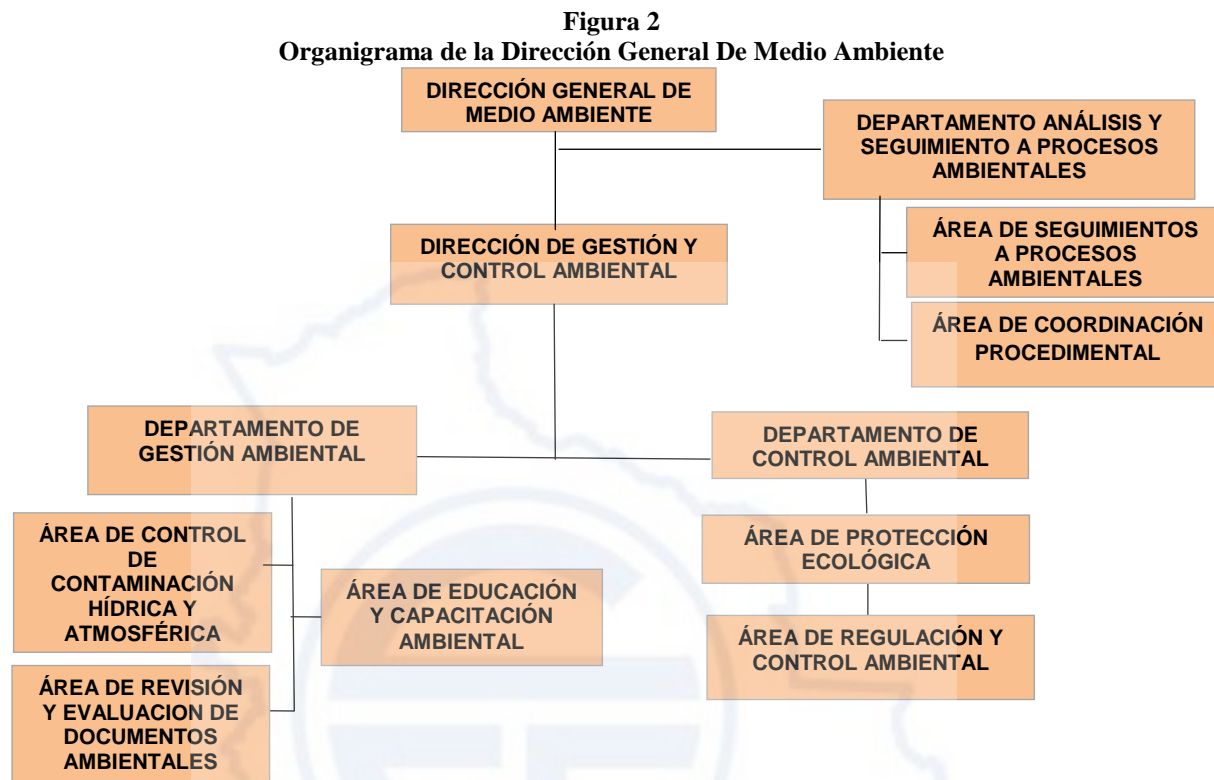 Figura 2
Organigrama de la Dirección General De Medio Ambiente
DIRECCIÓN GENERAL DE
MEDIO AMBIENTE
DEPARTAMENTO ANÁLISIS Y
SEGUIMIENTO A PROCESOS
AMBIENTALES
ÁREA DE SEGUIMIENTOS
A PROCESOS
AMBIENTALES
ÁREA DE COORDINACIÓN
PROCEDIMENTAL
DIRECCIÓN DE GESTIÓN Y
CONTROL AMBIENTAL
DEPARTAMENTO DE
GESTIÓN AMBIENTAL
ÁREA DE CONTROL
DE
CONTAMINACIÓN
HÍDRICA Y
ATMOSFÉRICA
ÁREA DE EDUCACIÓN
Y CAPACITACIÓN
AMBIENTAL
ÁREA DE REVISIÓN
Y EVALUACION DE
DOCUMENTOS
AMBIENTALES
DEPARTAMENTO DE
CONTROL AMBIENTAL
ÁREA DE PROTECCIÓN
ECOLÓGICA
ÁREA DE REGULACIÓN Y
CONTROL AMBIENTAL